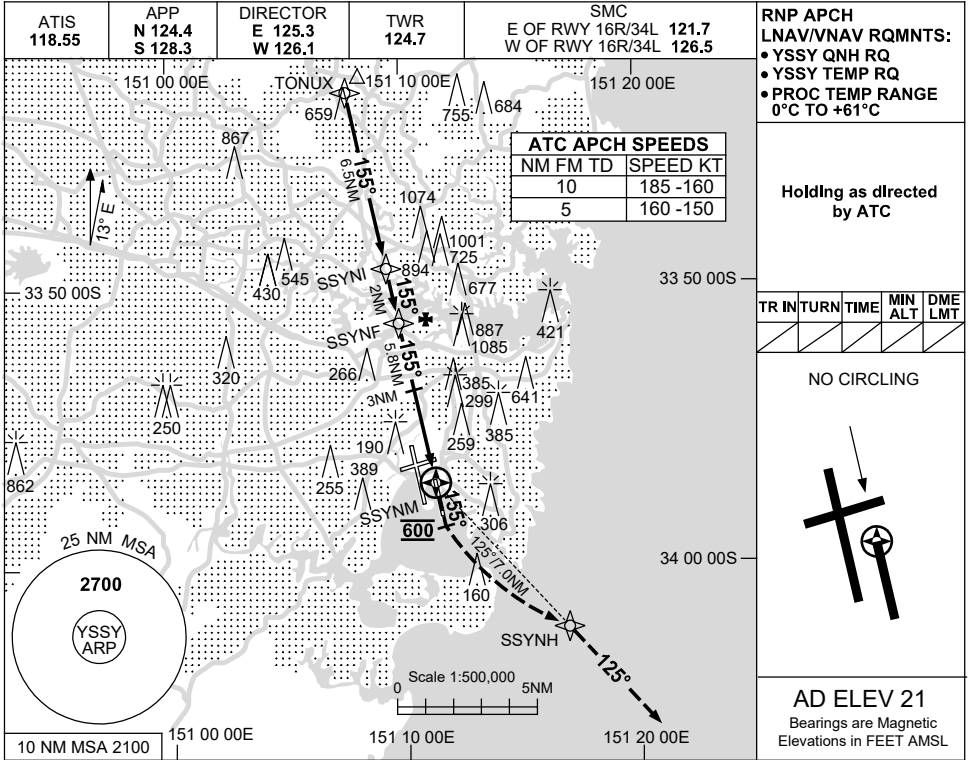 ATIS
118.55
APP
N 124.4
S 128.3
DIRECTOR
E 125.3
W 126.1
TWR
124.7
SMC
E OF RWY 16R/34L 121.7
W OF RWY 16R/34L 126.5
RNP APCH
LNAV/VNAV RQMNTS:
• YSSY QNH RQ
• YSSY TEMP RQ
• PROC TEMP RANGE
0°C TO +61°C
Holding as directed
by ATC
TR IN TURN TIME MIN ALT DME LMT
NO CIRCLING
AD ELEV 21
Bearings are Magnetic
Elevations in FEET AMSL
151 00 00E
151 10 00E
151 20 00E
TONUX
659
755
684
867
ATC APCH SPEEDS
NM FM TD SPEED KT
10 185 -160
5 160 -150
155°
6.5NM
13° E
1074
1001
725
545
430
SSYNI
894
677
33 50 00S
33 50 00S
155°
2NM
421
SSYNF
887
1085
155°
5.8NM
320
266
3NM
385
299
641
250
259
385
190
862
255
389
SSYNM
306
155°
600
125°/7.0NM
34 00 00S
160
25 NM MSA
2700
YSSY
ARP
SSYNH
125°
Scale 1:500,000
0 5NM
10 NM MSA 2100
151 00 00E
151 10 00E
151 20 00E